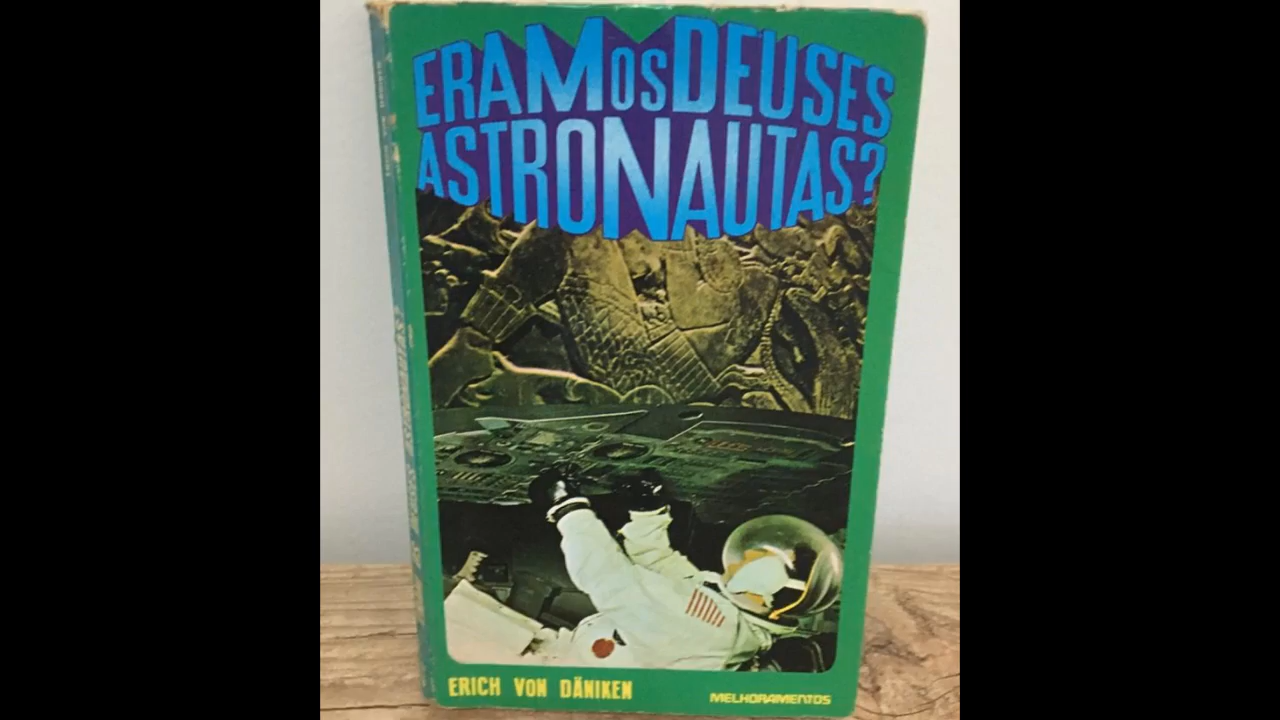 ERAM OS DEUSES
ASTRONAUTAS?
ERICH VON DÄNIKEN
MELHORAMENTOS